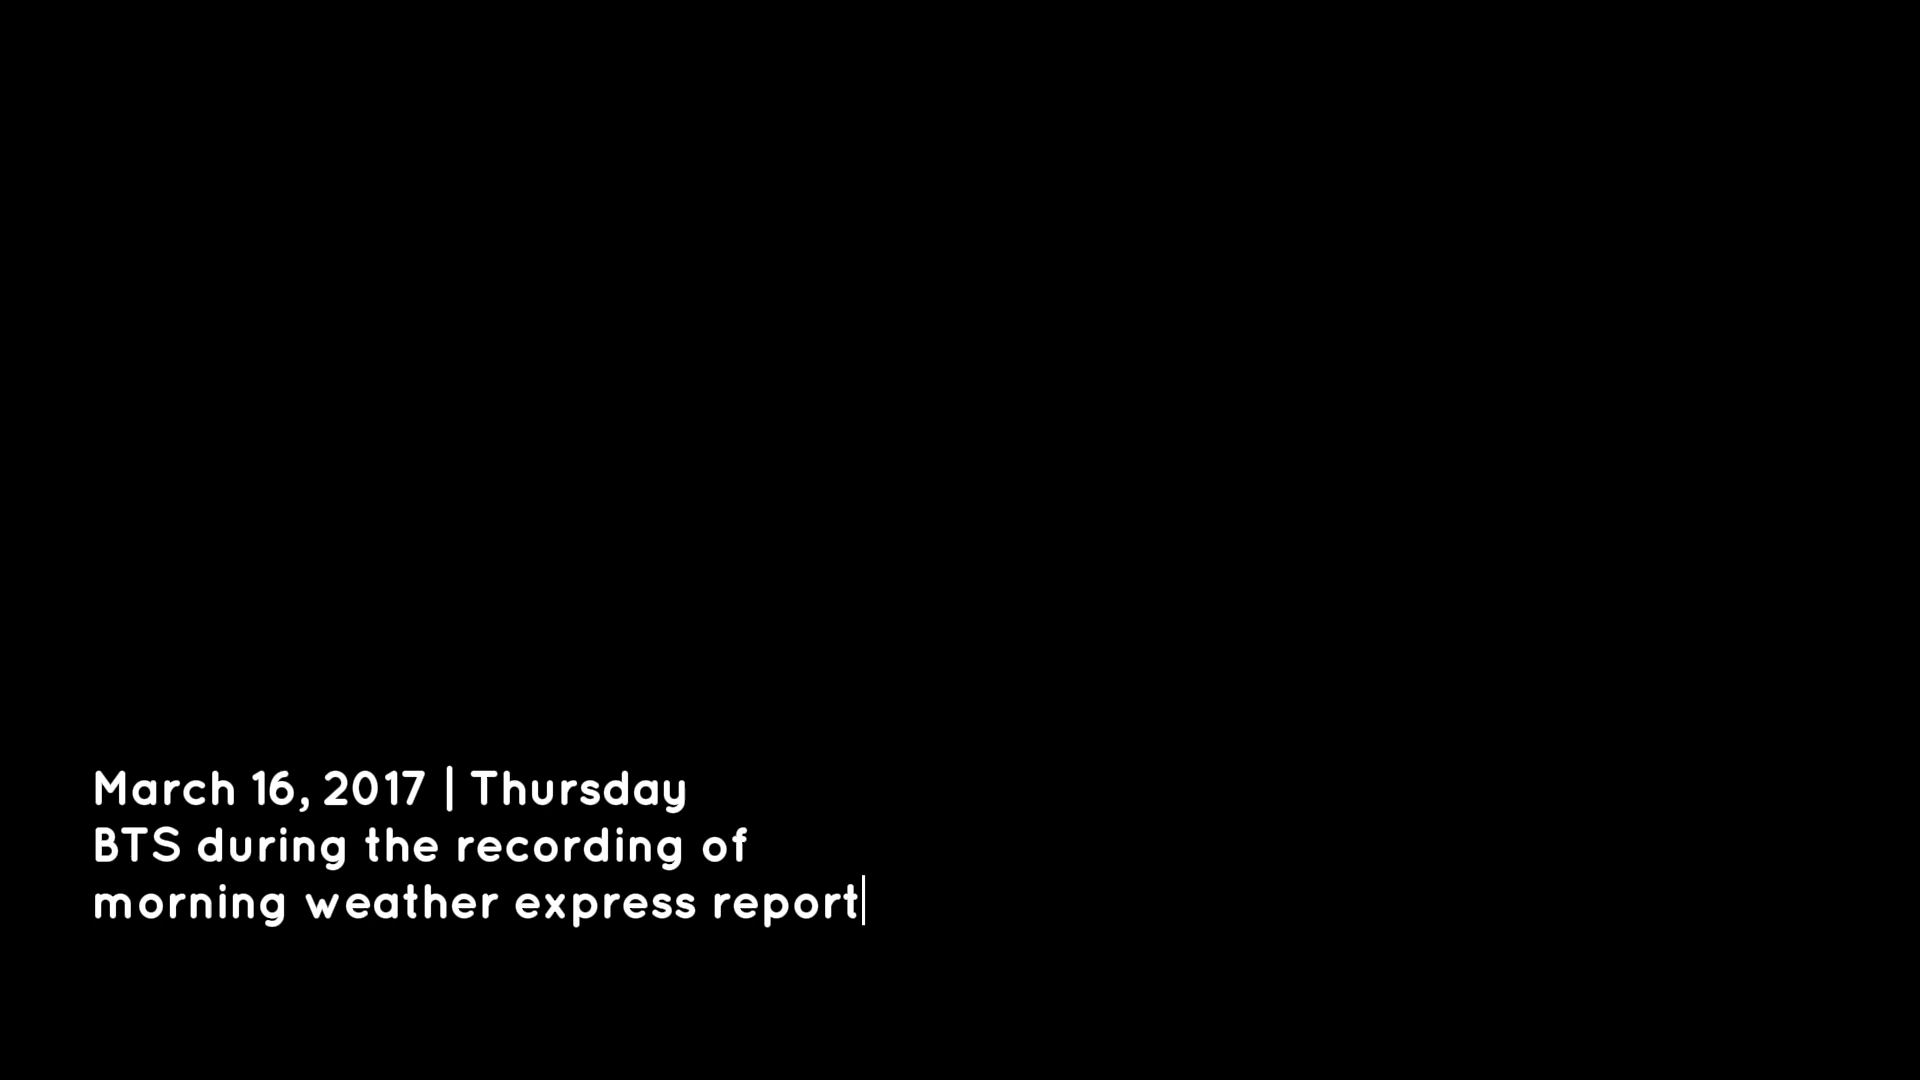 March 16, 2017 | Thursday
BTS during the recording of
morning weather express report